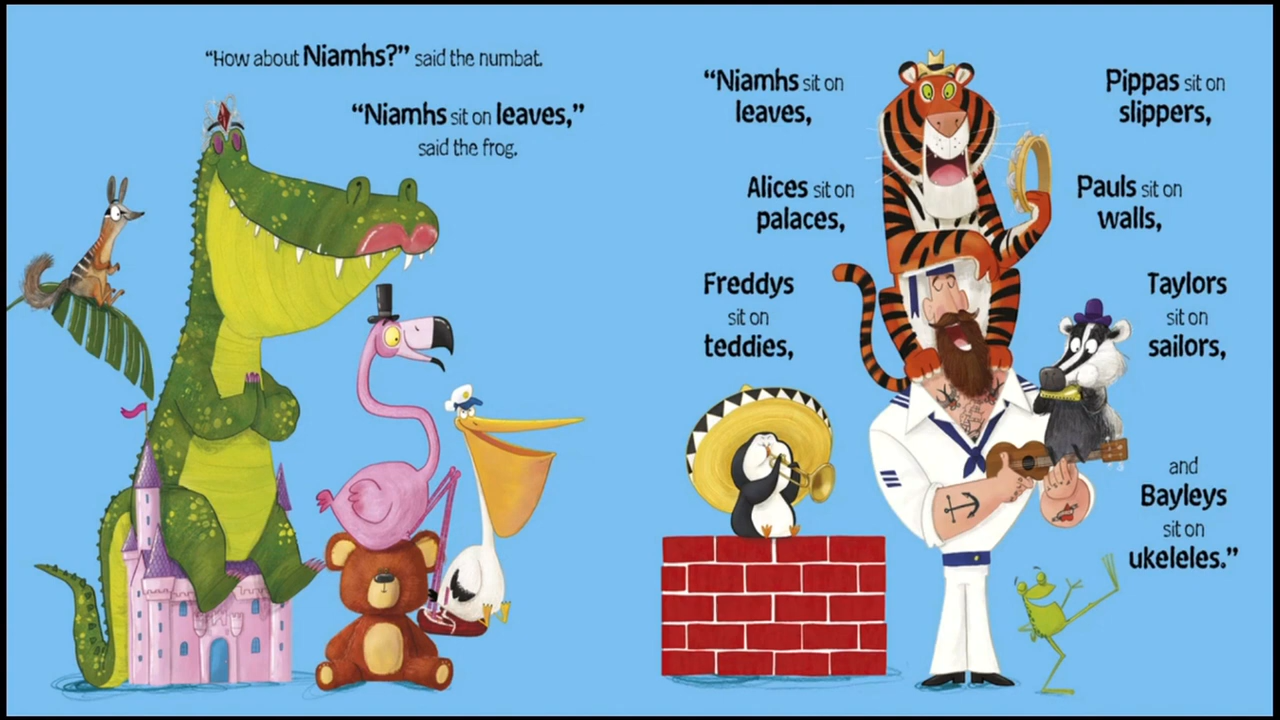 “How about Niamhs?” said the numbat.
“Niamhs sit on leaves,”
said the frog.
“Niamhs sit on
leaves,
Alices sit on
palaces,
Freddys
sit on
teddies,
Pippas sit on
slippers,
Pauls sit on
walls,
Taylors
sit on
sailors,
and
Bayleys
sit on
ukeleles.”